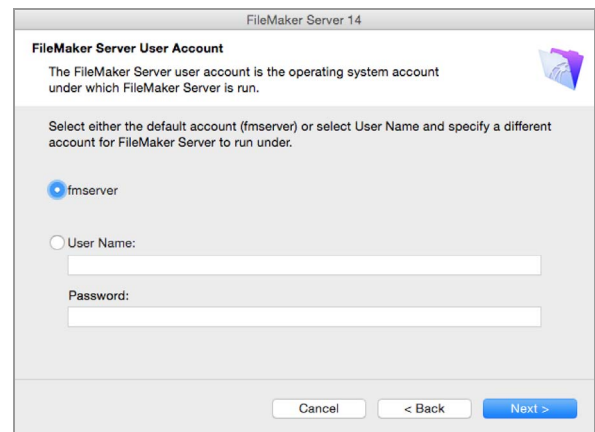 FileMaker Server 14
FileMaker Server User Account
The FileMaker Server user account is the operating system account
under which FileMaker Server is run.
Select either the default account (fmserver) or select User Name and specify a different
account for FileMaker Server to run under.
fmserver
User Name:
Password:
Cancel
< Back
Next >